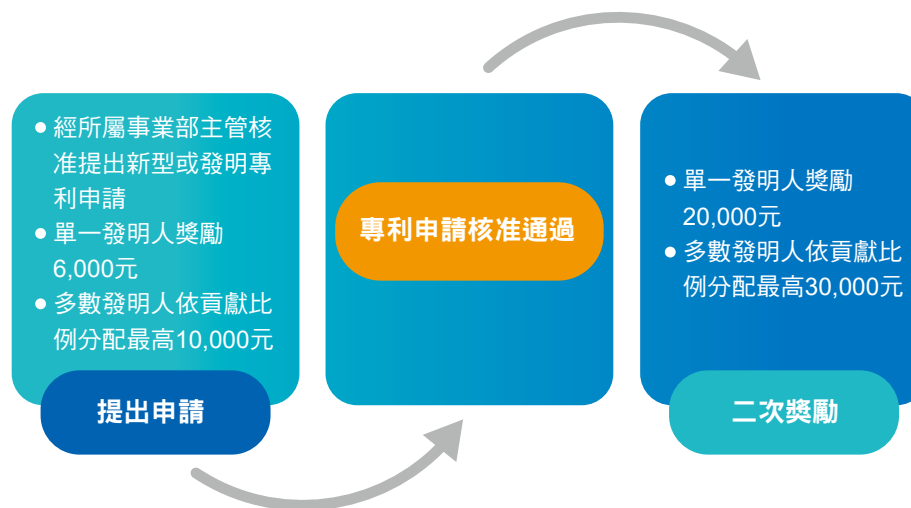 ● 經所屬事業部主管核
准提出新型或發明專
利申請
● 單一發明人獎勵
6,000元
● 多數發明人依貢獻比
例分配最高10,000元
提出申請
專利申請核准通過
● 單一發明人獎勵
20,000元
● 多數發明人依貢獻比
例分配最高30,000元
二次獎勵